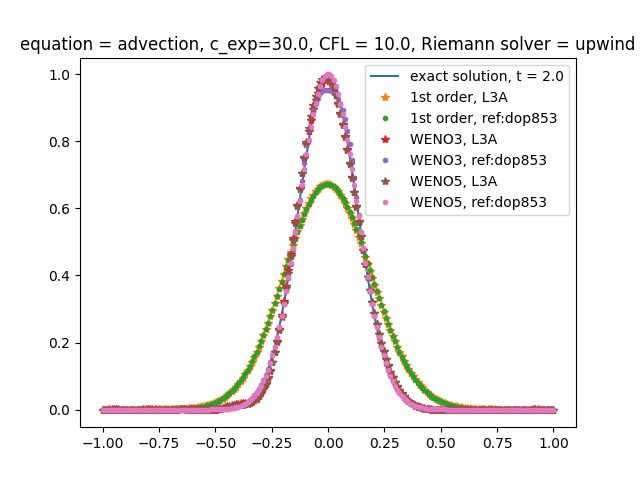 equation = advection, c_exp=30.0, CFL = 10.0, Riemann solver = upwind
exact solution, t = 2.0
1st order, L3A
1st order, ref:dop853
WENO3, L3A
WENO3, ref:dop853
WENO5, L3A
WENO5, ref:dop853
1.0
0.8
0.6
0.4
0.2
0.0
−1.00 −0.75 −0.50 −0.25 0.00 0.25 0.50 0.75 1.00